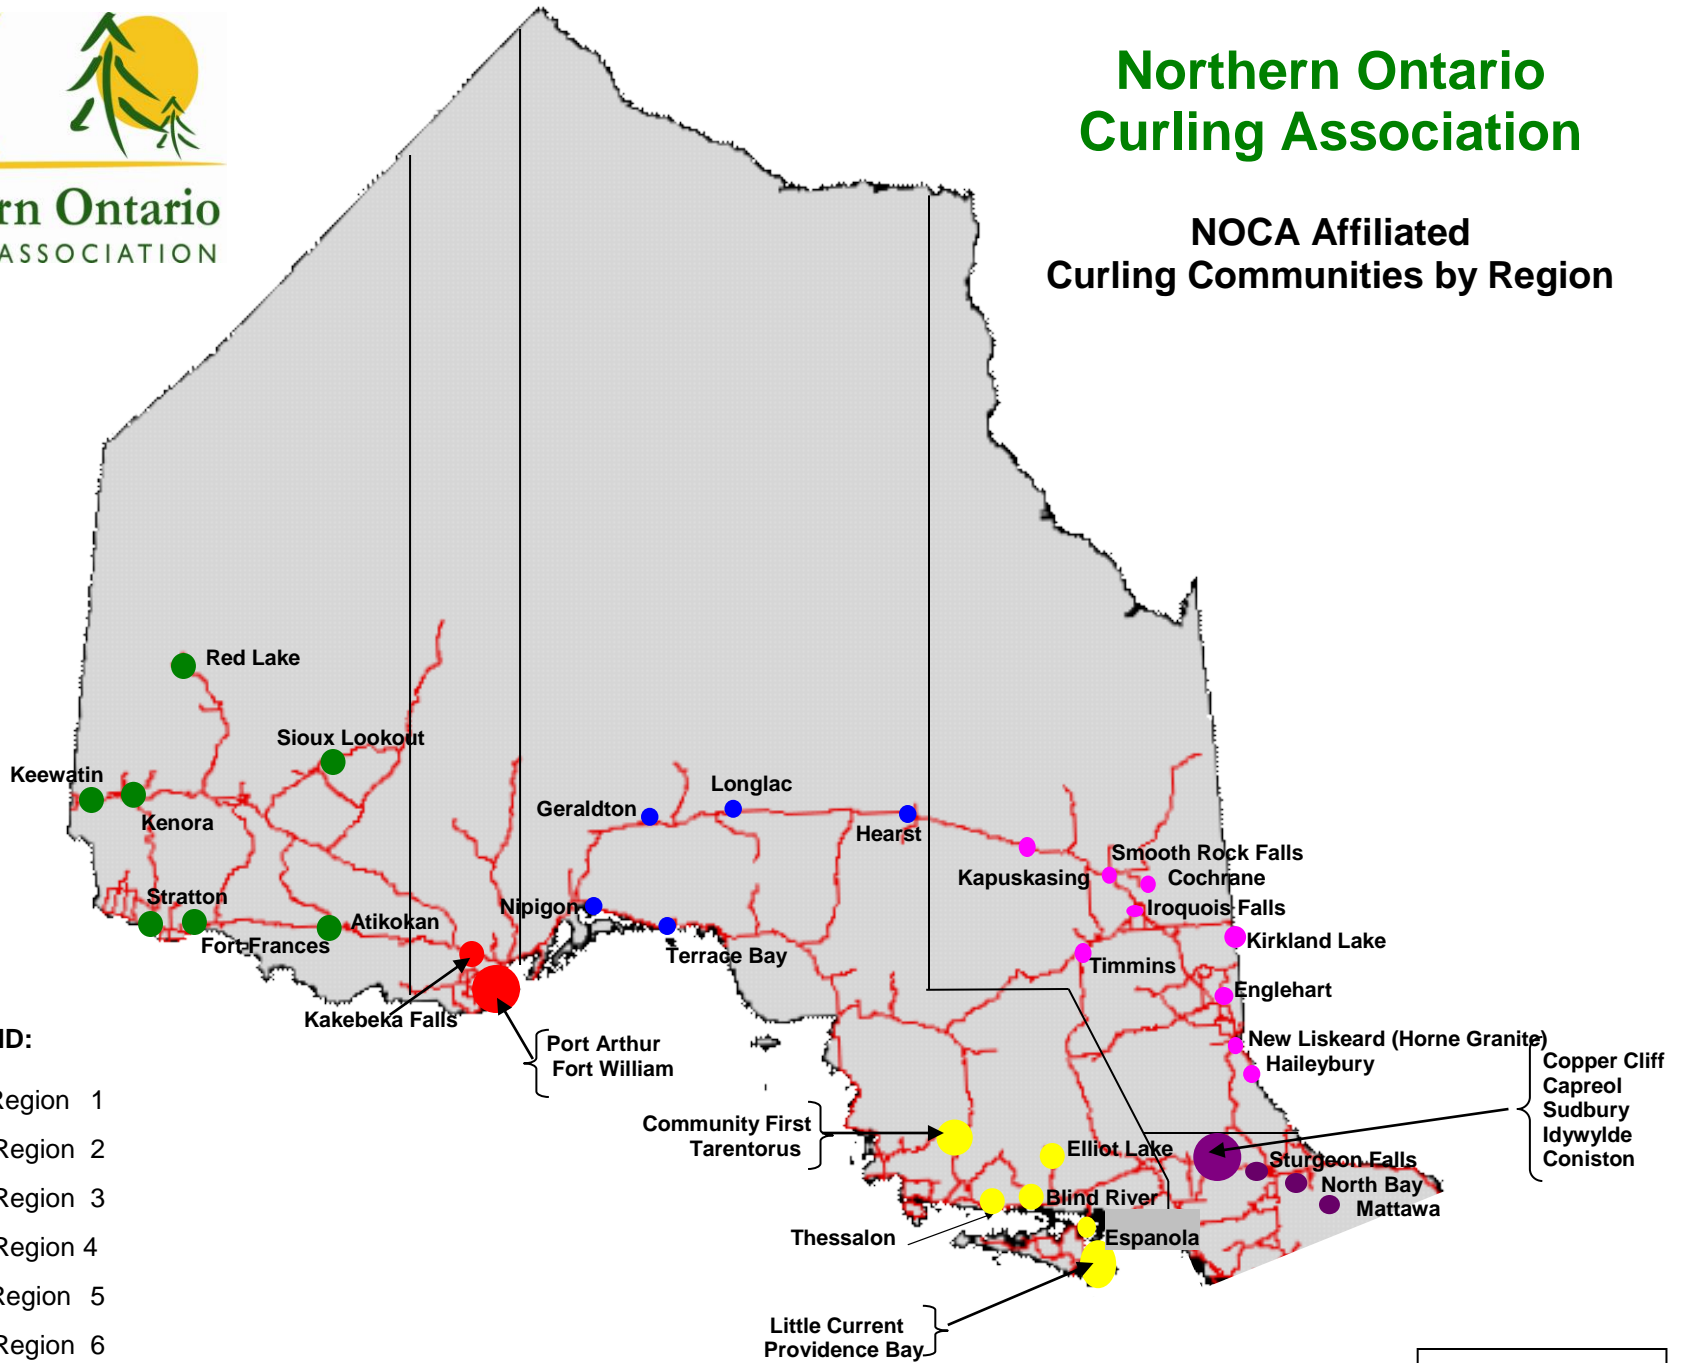 rn Ontario
ASSOCIATION
Northern Ontario
Curling Association
NOCA Affiliated
Curling Communities by Region
Red Lake
Sioux Lookout
Keewatin
Kenora
Stratton
Fort Frances
Atikokan
Kakebeka Falls
Port Arthur
Fort William
Geraldton
Longlac
Hearst
Nipigon
Terrace Bay
Kapuskasing
Smooth Rock Falls
Cochrane
Iroquois Falls
Kirkland Lake
Timmins
Englehart
New Liskeard (Horne Granite)
Haileybury
Copper Cliff
Capreol
Sudbury
Idywylde
Coniston
Community First
Tarentorus
Elliot Lake
Sturgeon Falls
North Bay
Mattawa
Blind River
Thessalon
Espanola
Little Current
Providence Bay
ND:
Region 1
Region 2
Region 3
Region 4
Region 5
Region 6